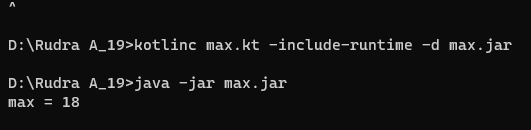 ^
D:\Rudra A_19>kotlinc max.kt -include-runtime -d max.jar
D:\Rudra A_19>java -jar max.jar
max = 18